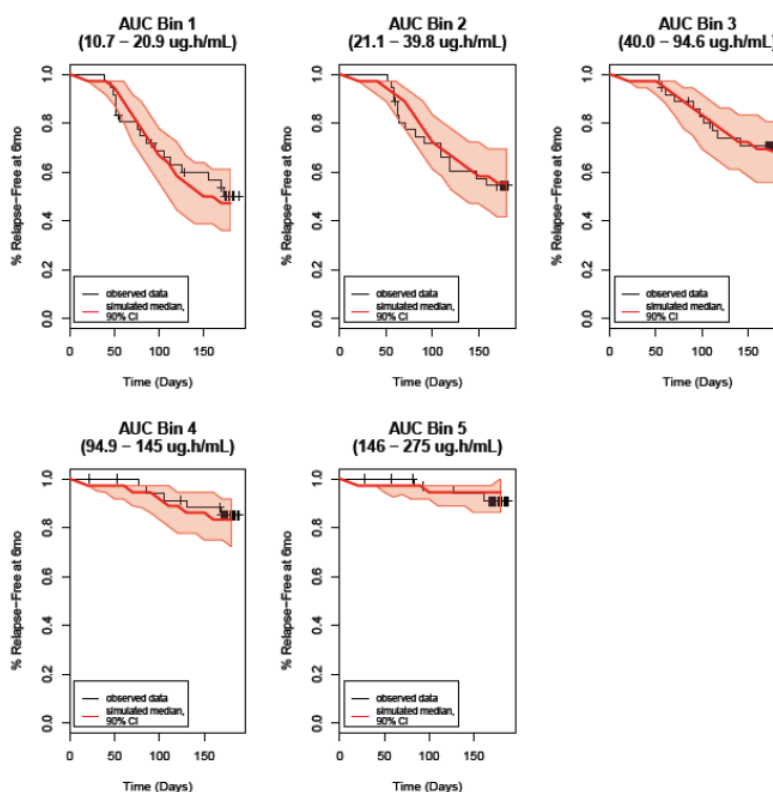 AUC Bin 1
(10.7 – 20.9 ug.h/mL)
% Relapse-Free at 6mo
1.0
0.8
0.6
0.4
0.2
0.0
observed data
simulated median,
90% CI
0 50 100 150
Time (Days)
AUC Bin 2
(21.1 – 39.8 ug.h/mL)
% Relapse-Free at 6mo
1.0
0.8
0.6
0.4
0.2
0.0
observed data
simulated median,
90% CI
0 50 100 150
Time (Days)
AUC Bin 3
(40.0 – 94.6 ug.h/mL)
% Relapse-Free at 6mo
1.0
0.8
0.6
0.4
0.2
0.0
observed data
simulated median,
90% CI
0 50 100 150
Time (Days)
AUC Bin 4
(94.9 – 145 ug.h/mL)
% Relapse-Free at 6mo
1.0
0.8
0.6
0.4
0.2
0.0
observed data
simulated median,
90% CI
0 50 100 150
Time (Days)
AUC Bin 5
(146 – 275 ug.h/mL)
% Relapse-Free at 6mo
1.0
0.8
0.6
0.4
0.2
0.0
observed data
simulated median,
90% CI
0 50 100 150
Time (Days)